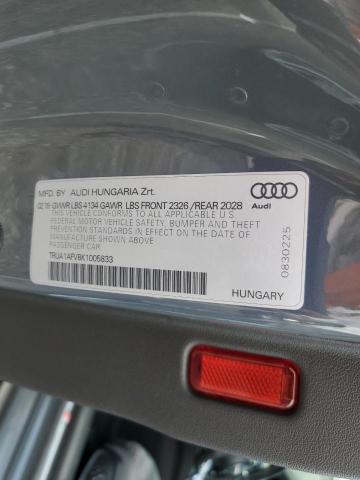 MFD. BY AUDI HUNGARIA Zrt.
02/19 GVWR LBS 4134 GAWR LBS FRONT 2326 / REAR 2028
THIS VEHICLE CONFORMS TO ALL APPLICABLE U.S
FEDERAL MOTOR VEHICLE SAFETY, BUMPER AND THEFT
PREVENTION STANDARDS IN EFFECT ON THE DATE OF
MANUFACTURE SHOWN ABOVE
PASSENGER CAR
TRUA1AFV8K1005833
Audi
0830225
HUNGARY